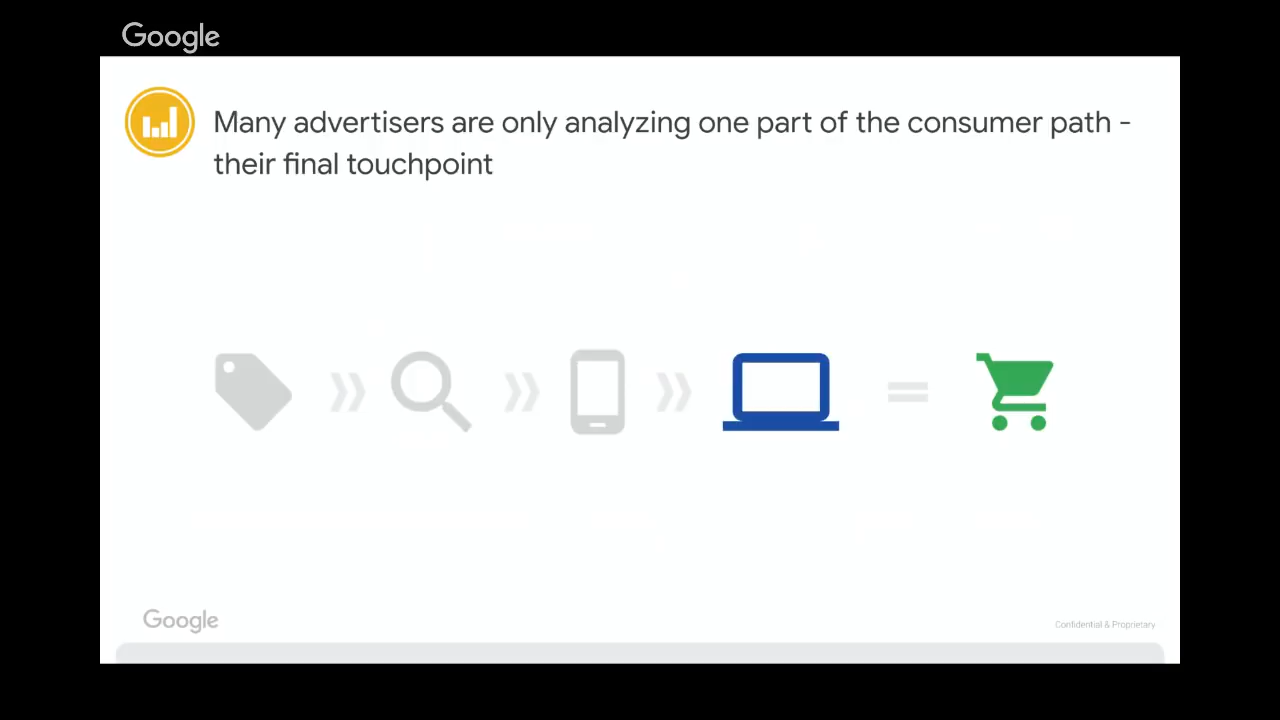 Google
Many advertisers are only analyzing one part of the consumer path -
their final touchpoint
Google
Confidential & Proprietary